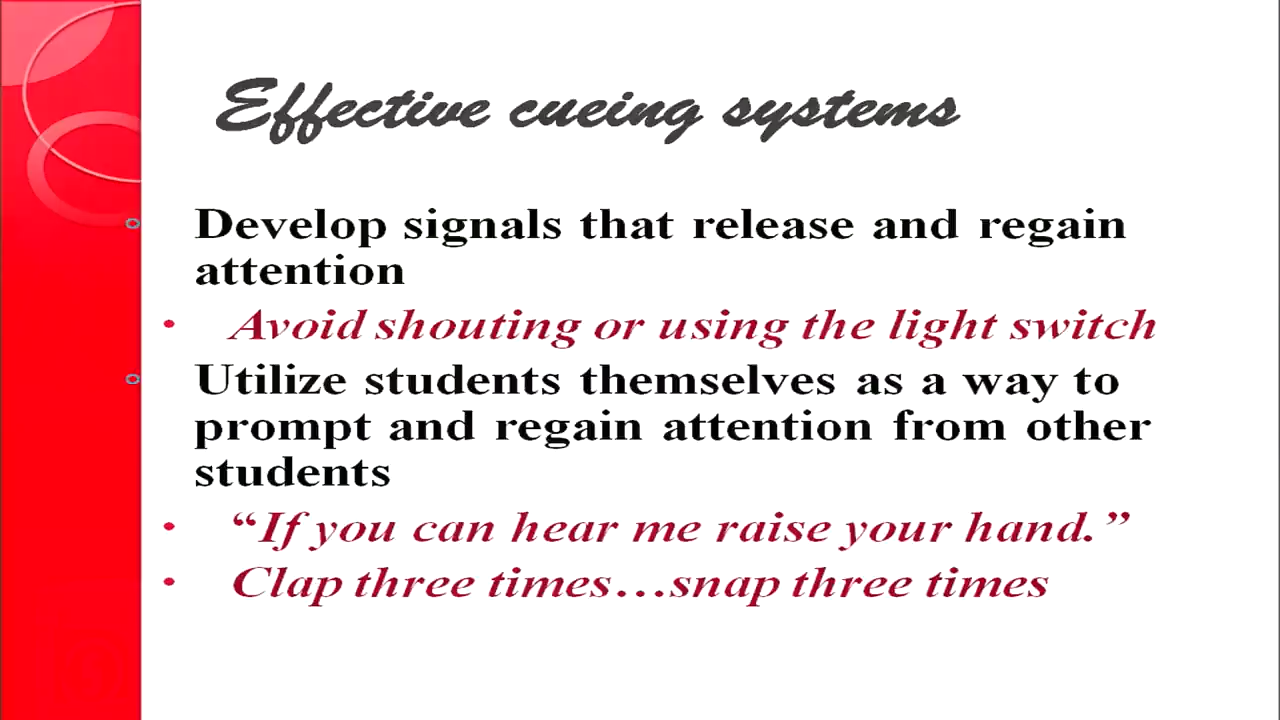 Effective cueing systems
Develop signals that release and regain
attention
• Avoid shouting or using the light switch
Utilize students themselves as a way to
prompt and regain attention from other
students
• “If you can hear me raise your hand.”
• Clap three times…snap three times